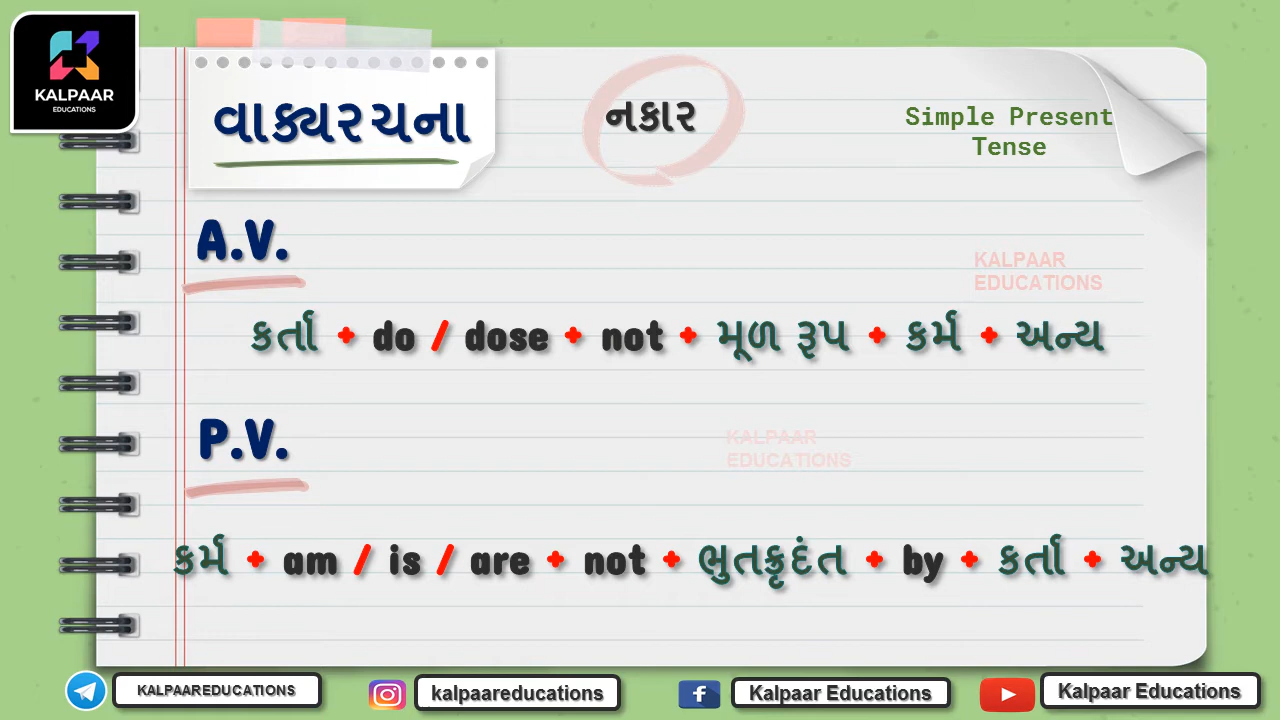 KALPAAR
EDUCATIONS
વાક્યરચના
નકાર
Simple Present
Tense
A.V.
KALPAAR
EDUCATIONS
કર્તા + do / dose + not + મૂળ રૂપ + કર્મ + અન્ય
P.V.
KALPAAR
EDUCATIONS
કર્મ + am / is / are + not + ભુતકૃદંત + by + કર્તા + અન્ય
KALPAAREDUCATIONS
kalpaareducations
Kalpaar Educations
Kalpaar Educations